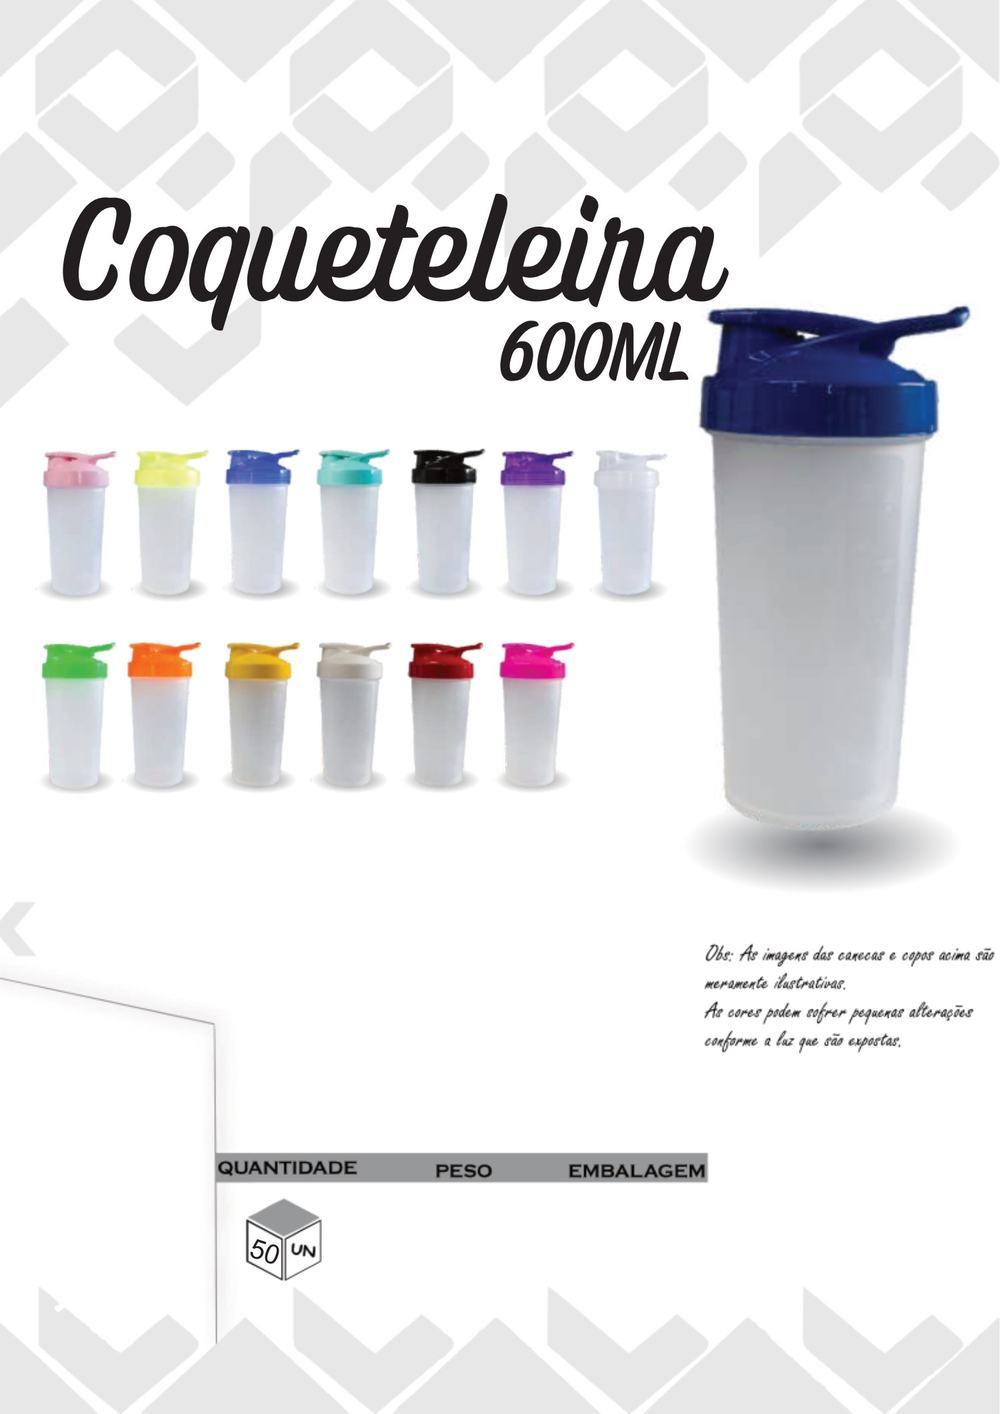 Coqueteleira
600ML
Obs: As imagens das canecas e copos acima são
meramente ilustrativas.
As cores podem sofrer pequenas alterações
conforme a luz que são expostas.
QUANTIDADE PESO EMBALAGEM
50 UN